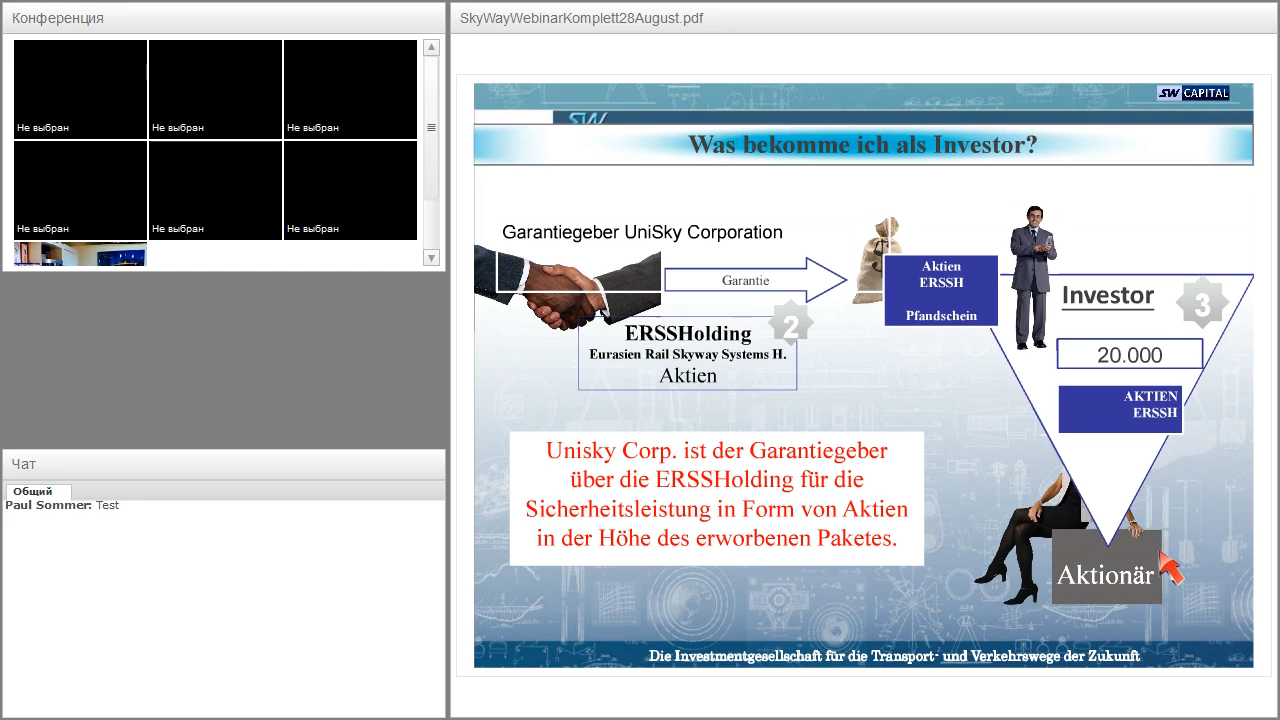 Конференция
Не выбран
Не выбран
Не выбран
Не выбран
Не выбран
Не выбран
Чат
Общий
Paul Sommer: Test
SkyWayWebinarKomplett28August.pdf
SW CAPITAL
SW
Was bekomme ich als Investor?
Garantiegeber UniSky Corporation
Garantie
$
Aktien
ERSSH
Pfandschein
Investor
3
2
ERSSHolding
Eurasien Rail Skyway Systems H.
Aktien
20.000
AKTIEN
ERSSH
Unisky Corp. ist der Garantiegeber
über die ERSSHolding für die
Sicherheitsleistung in Form von Aktien
in der Höhe des erworbenen Paketes.
Aktionär
Die Investmentgesellschaft für die Transport- und Verkehrswege der Zukunft